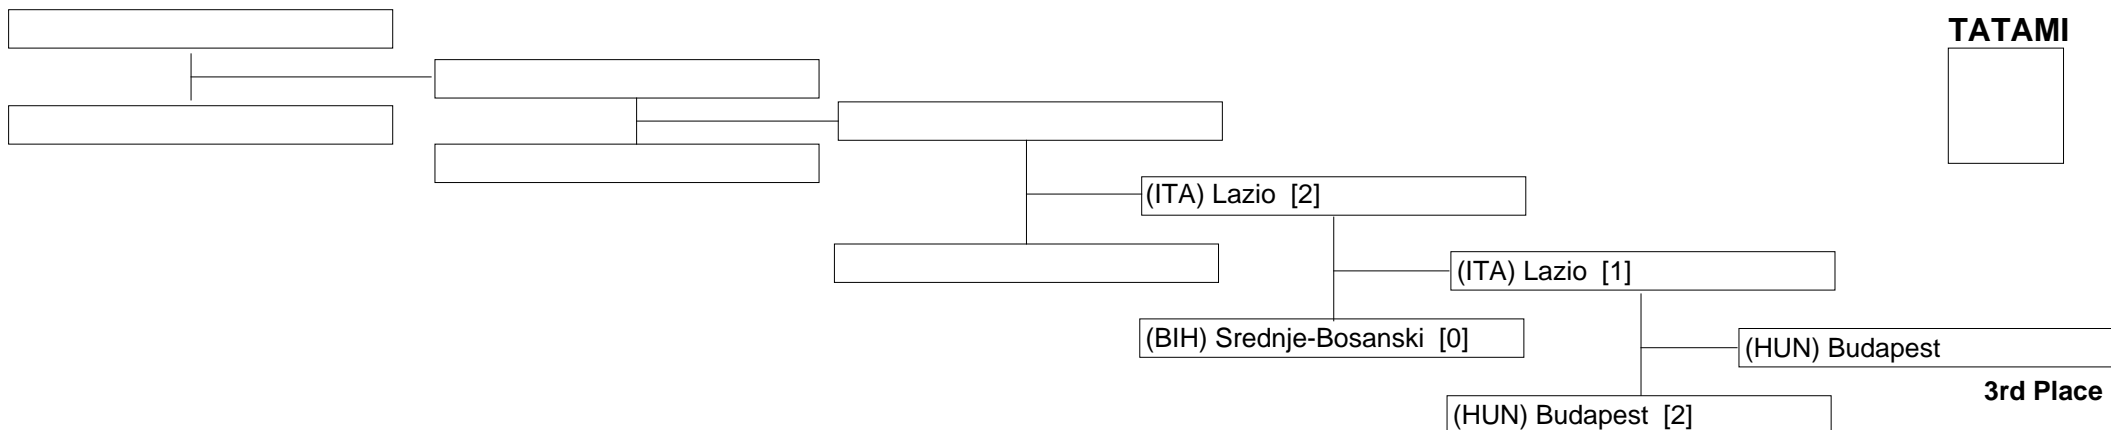 TATAMI
(ITA) Lazio [2]
(ITA) Lazio [1]
(BIH) Srednje-Bosanski [0]
(HUN) Budapest
3rd Place
(HUN) Budapest [2]